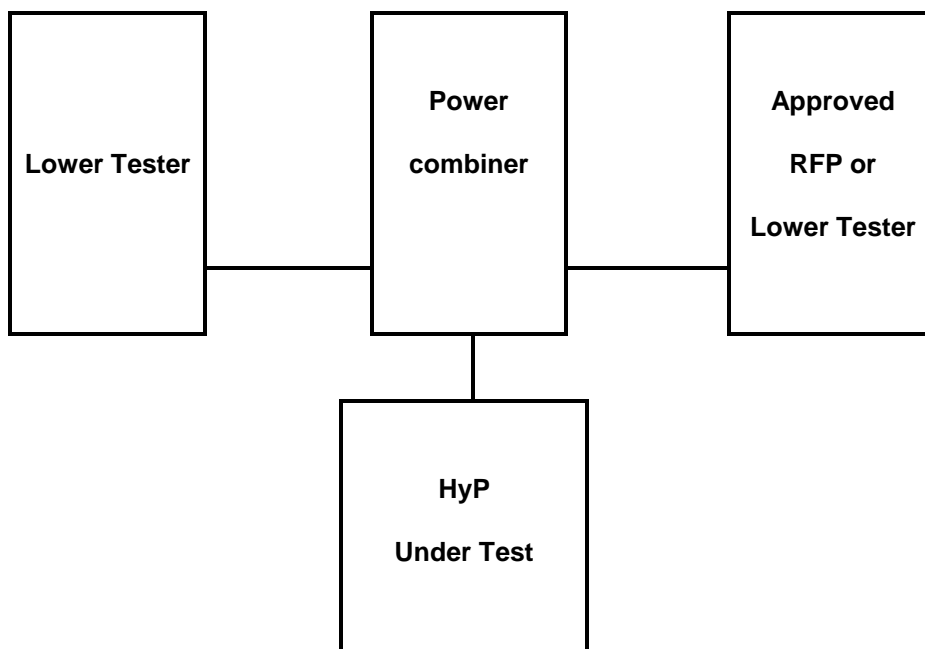 Lower Tester
Power
combiner
Approved
RFP or
Lower Tester
HyP
Under Test